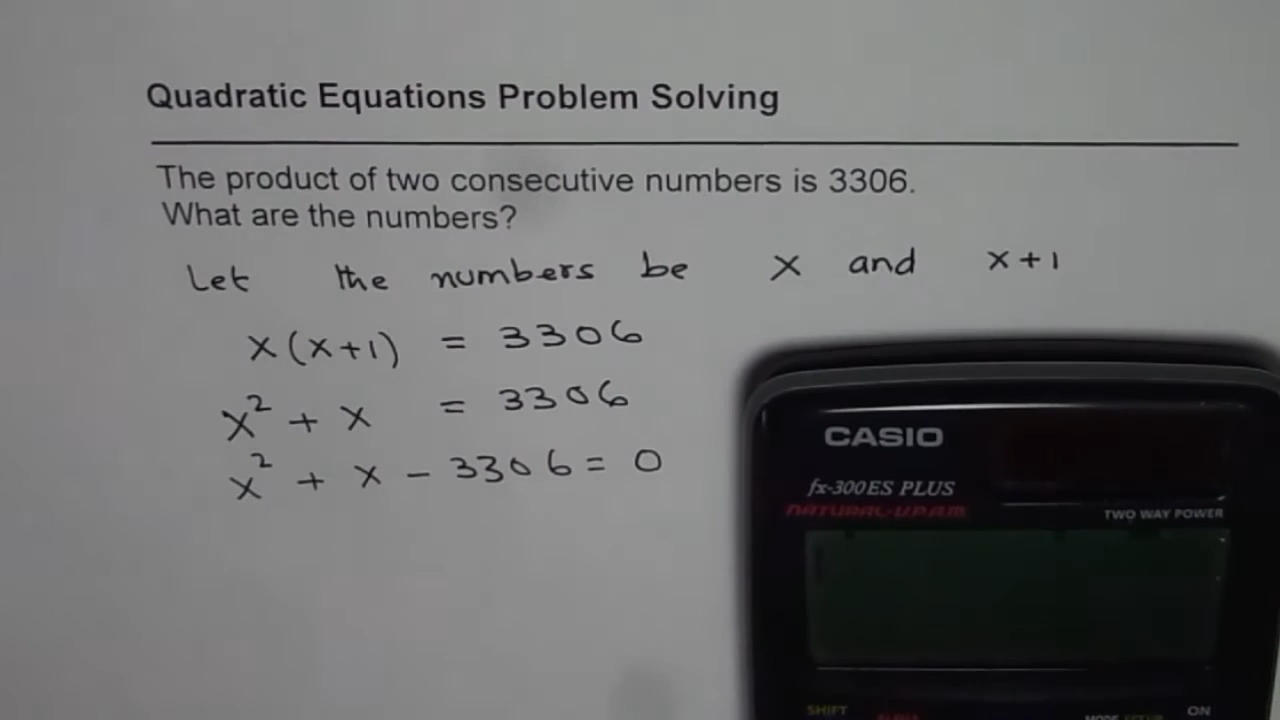 Quadratic Equations Problem Solving
The product of two consecutive numbers is 3306.
What are the numbers?
Let the numbers be x and x+1
x(x+1) = 3306
x² + x = 3306
x² + x - 3306 = 0
CASIO
fx-300ES PLUS
NATURAL-V.P.A.M.
TWO WAY POWER
SHIFT
ON